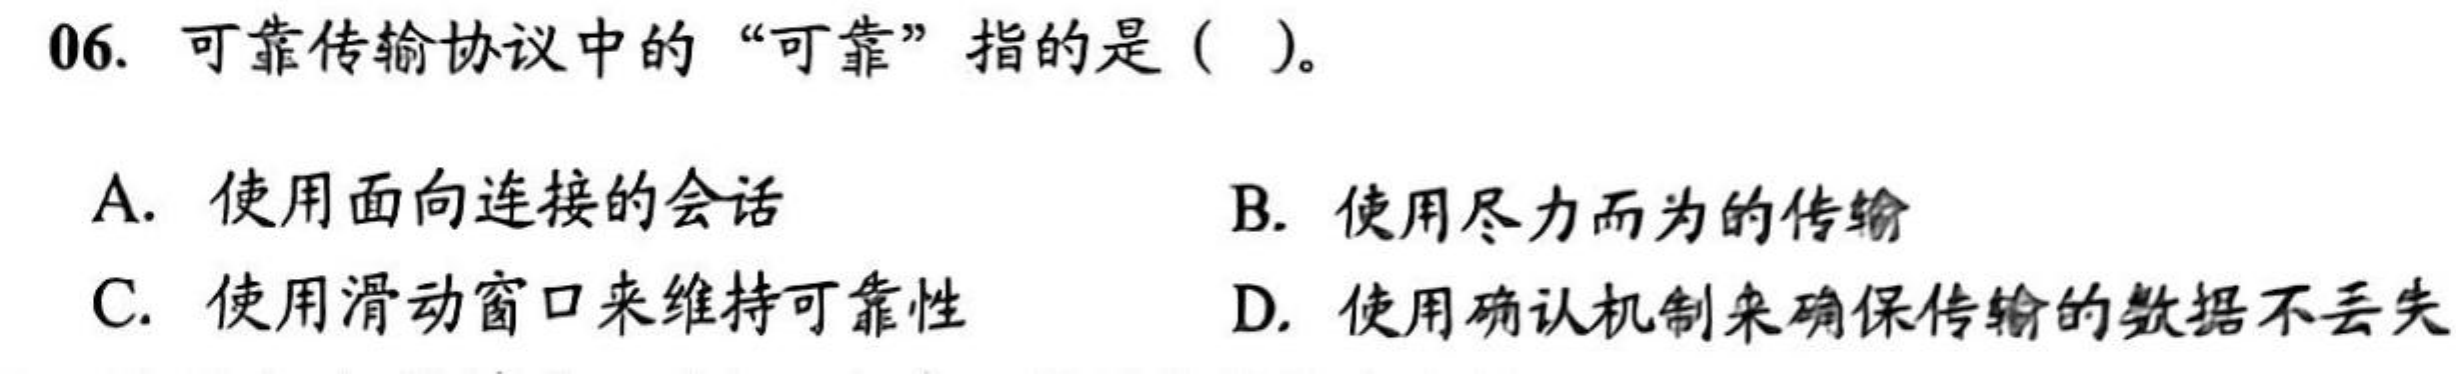 06. 可靠传输协议中的“可靠”指的是（ ）。
A. 使用面向连接的会话 B. 使用尽力而为的传输
C. 使用滑动窗口来维持可靠性 D. 使用确认机制来确保传输的数据不丢失